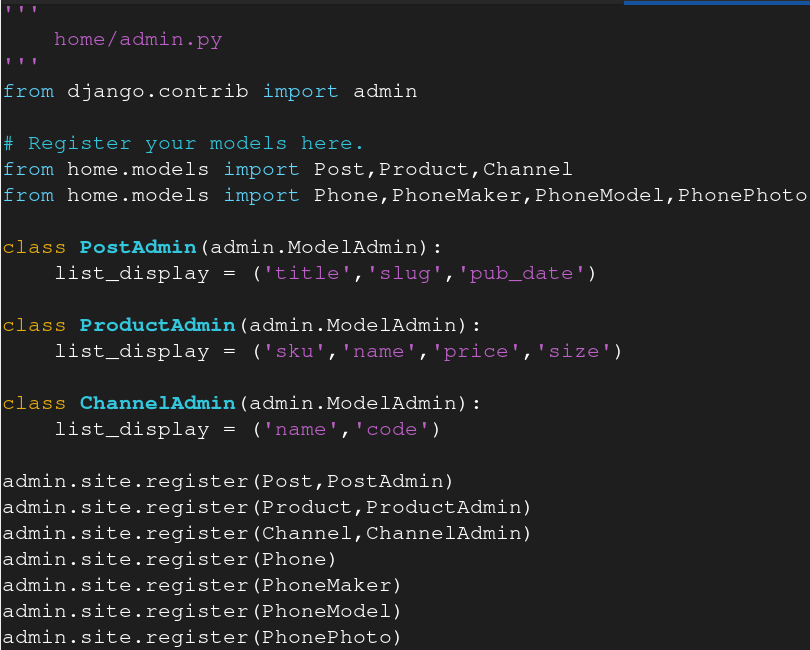 '''
    home/admin.py
'''
from django.contrib import admin

# Register your models here.
from home.models import Post,Product,Channel
from home.models import Phone,PhoneMaker,PhoneModel,PhonePhoto

class PostAdmin(admin.ModelAdmin):
    list_display = ('title','slug','pub_date')

class ProductAdmin(admin.ModelAdmin):
    list_display = ('sku','name','price','size')

class ChannelAdmin(admin.ModelAdmin):
    list_display = ('name','code')

admin.site.register(Post,PostAdmin)
admin.site.register(Product,ProductAdmin)
admin.site.register(Channel,ChannelAdmin)
admin.site.register(Phone)
admin.site.register(PhoneMaker)
admin.site.register(PhoneModel)
admin.site.register(PhonePhoto)